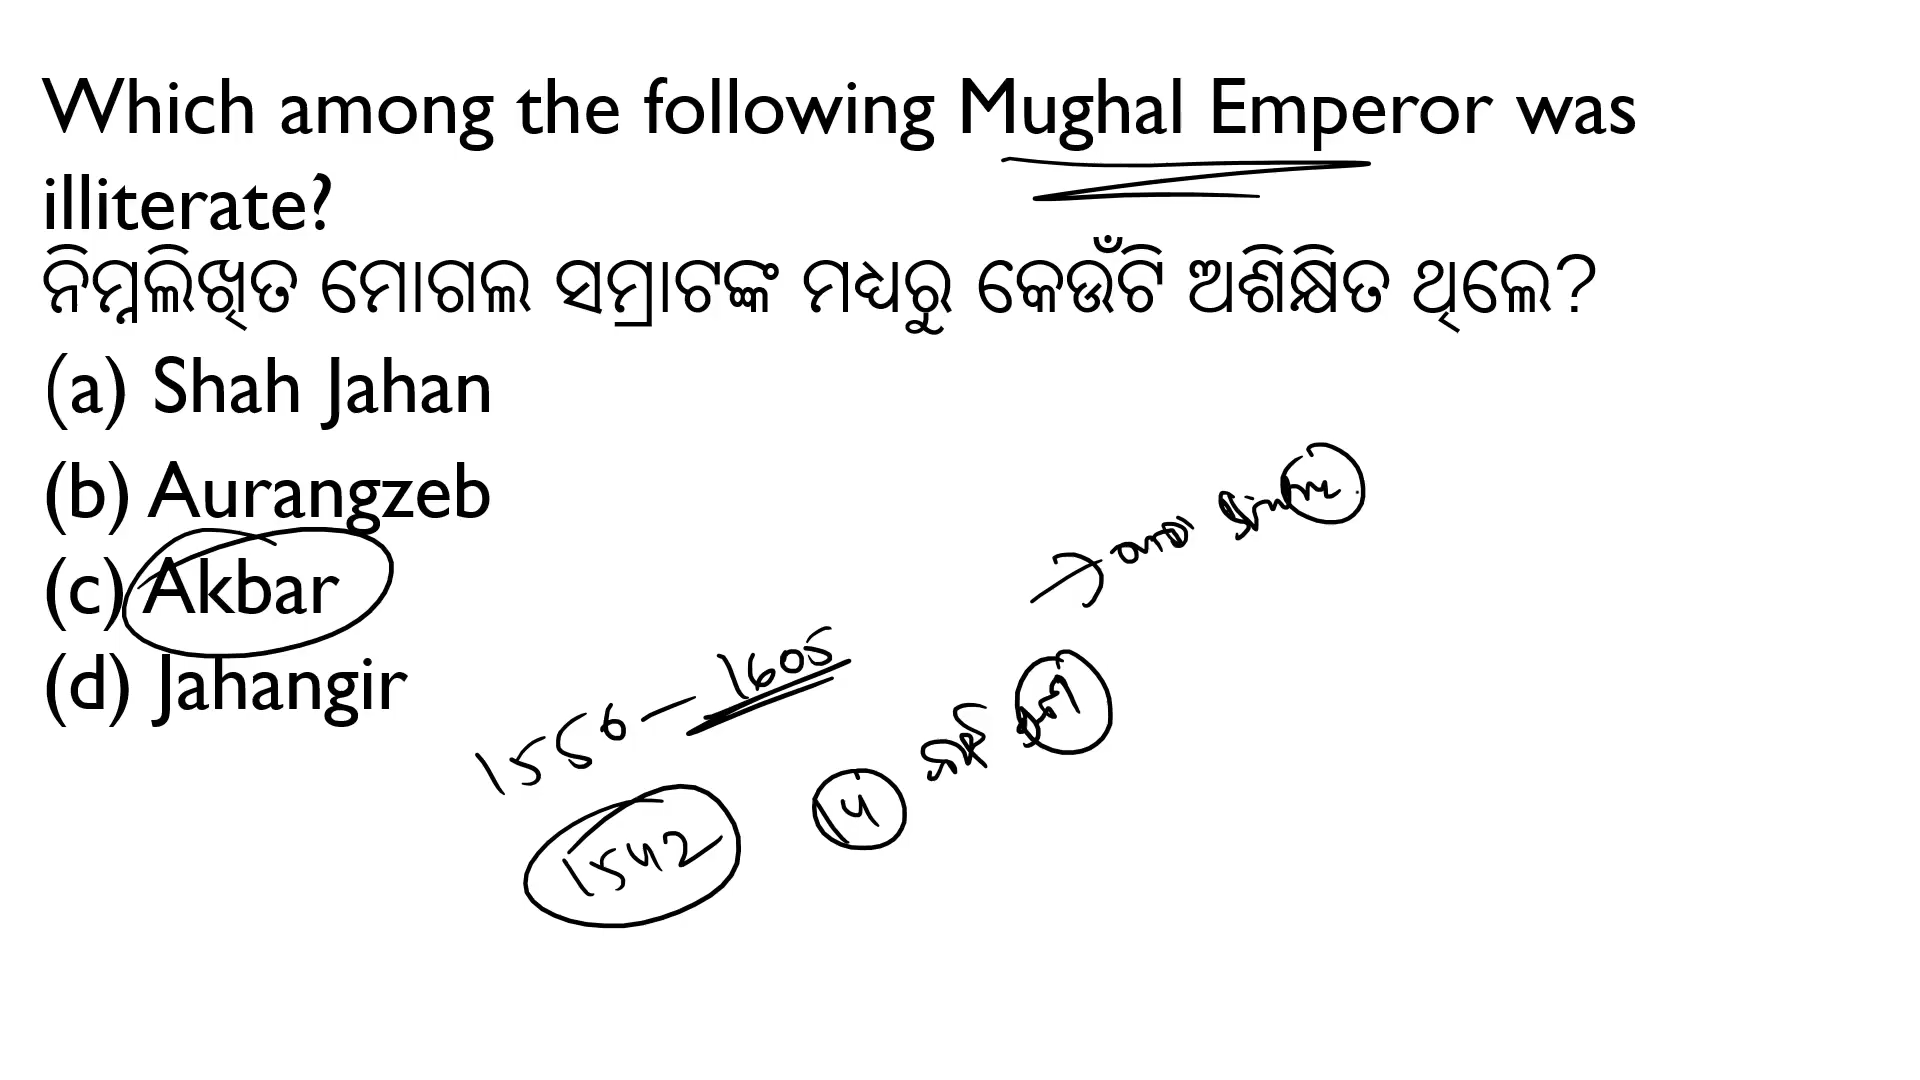 Which among the following Mughal Emperor was
illiterate?
ନିମ୍ନଲିଖିତ ମୋଗଲ ସମ୍ରାଟଙ୍କ ମଧ୍ୟରୁ କେଉଁଟି ଅଶିକ୍ଷିତ ଥିଲେ?
(a) Shah Jahan
(b) Aurangzeb
(c) Akbar
(d) Jahangir
1556 - 1605
1542
14